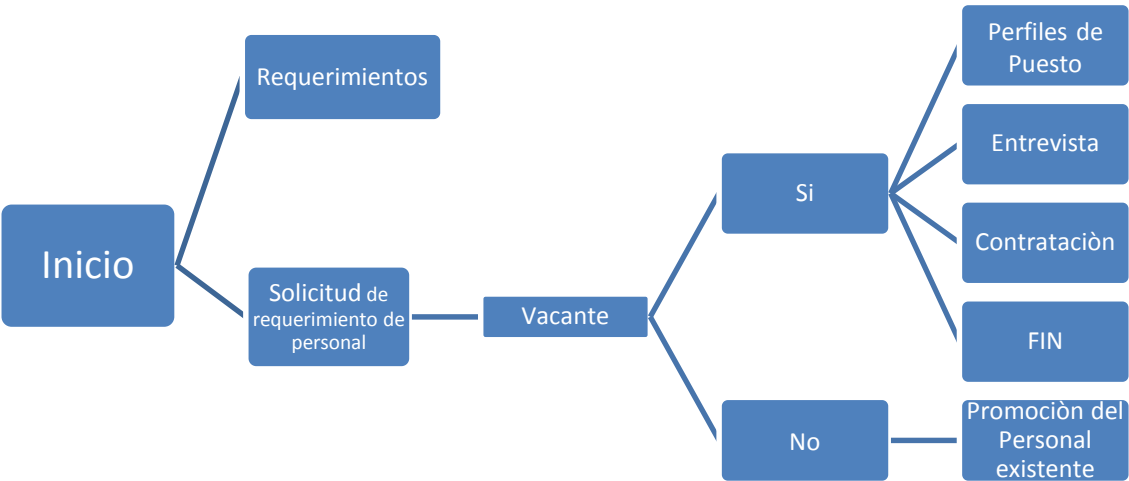 Inicio
Requerimientos
Solicitud de
requerimiento de
personal
Vacante
Si
Perfiles de
Puesto
Entrevista
Contrataciòn
FIN
No
Promociòn del
Personal
existente